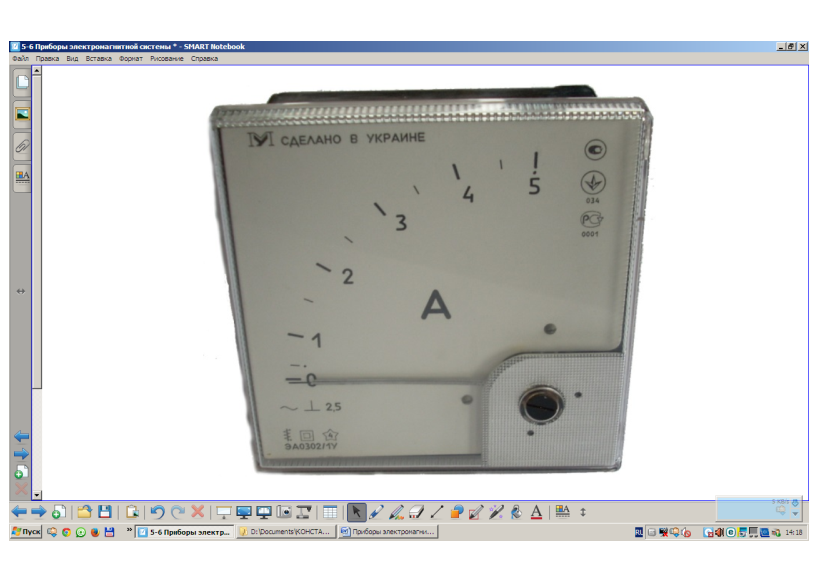 5-6 Приборы электромагнитной системы * - SMART Notebook
Файл Правка Вид Вставка Формат Рисование Справка
СДЕЛАНО В УКРАИНЕ
5
4
3
2
1
0
034
РС
0001
A
~ ⊥ 2,5
ЭА0302/1У
Пуск
5-6 Приборы электр...
D:\Documents\КОНСТА...
Приборы электромагни...
RU
14:18